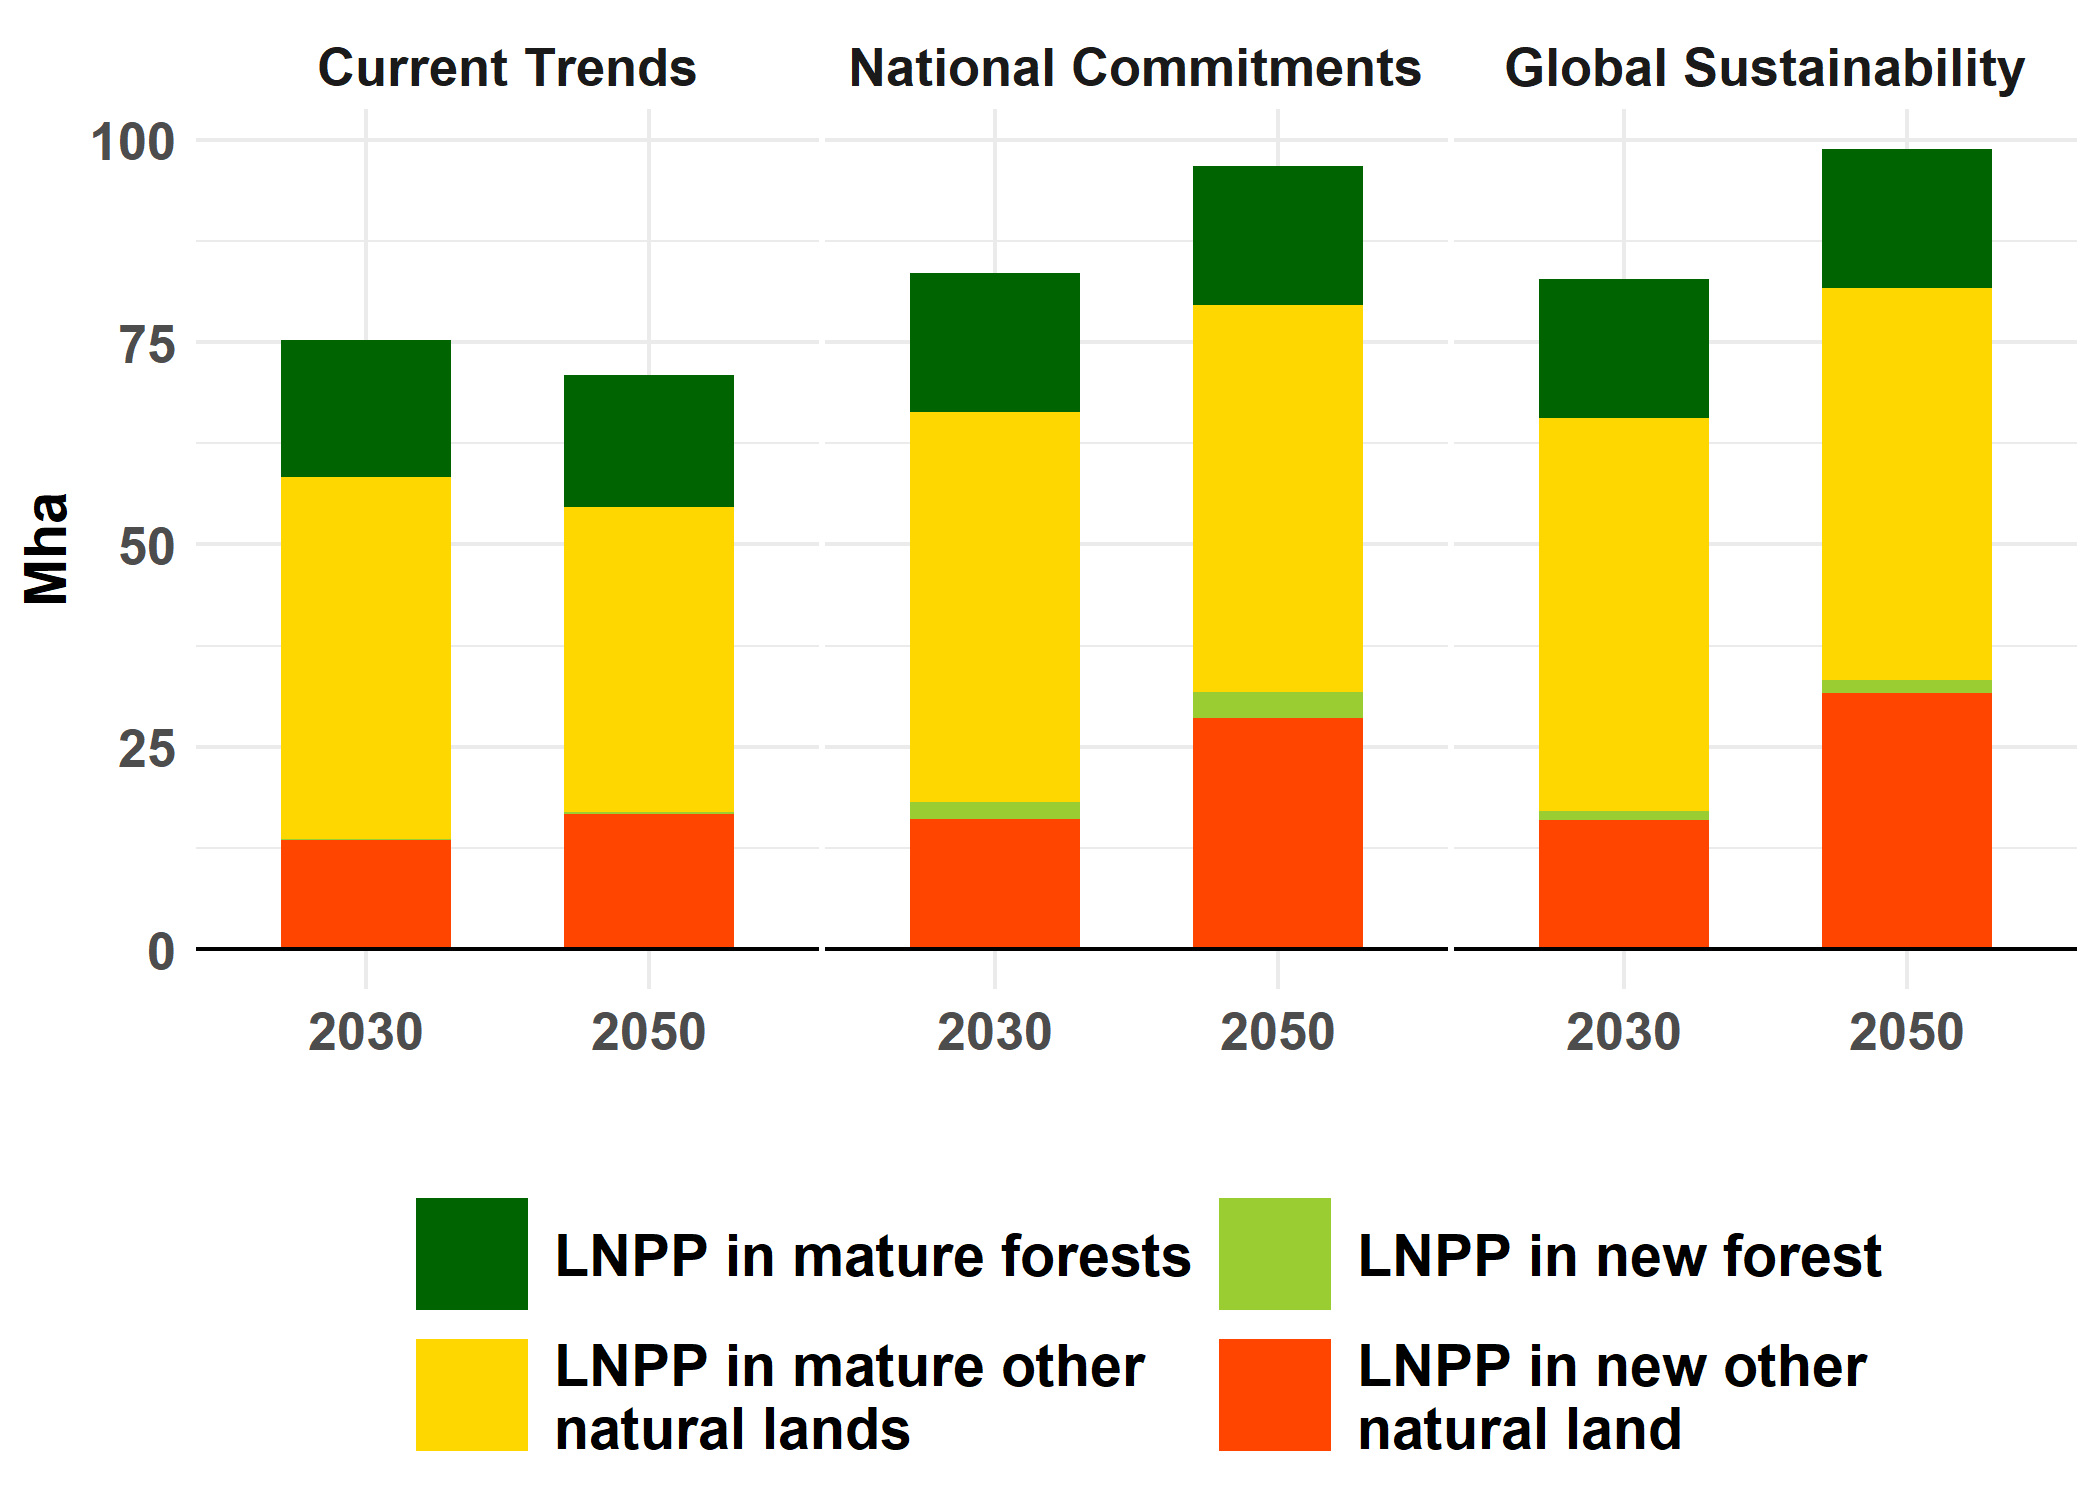 Current Trends
National Commitments
Global Sustainability
100
75
50
25
0
Mha
2030
2050
2030
2050
2030
2050
LNPP in mature forests
LNPP in new forest
LNPP in mature other
natural lands
LNPP in new other
natural land